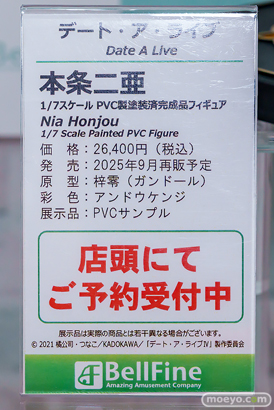 デート・ア・ライブ
Date A Live
本条二亜
1/7スケール PVC製塗装済完成品フィギュア
Nia Honjou
1/7 Scale Painted PVC Figure
価　格：26,400円（税込）
発　売：2025年9月再販予定
原　型：梓零（ガンドール）
彩　色：アンドウケンジ
展示品：PVCサンプル
店頭にて
ご予約受付中
展示品は実際の商品とは若干異なる場合がございます。
© 2021 橘公司・つなこ/KADOKAWA／「デート・ア・ライブⅣ」製作委員会
BellFine
Amazing Amusement Company
moeyo.com